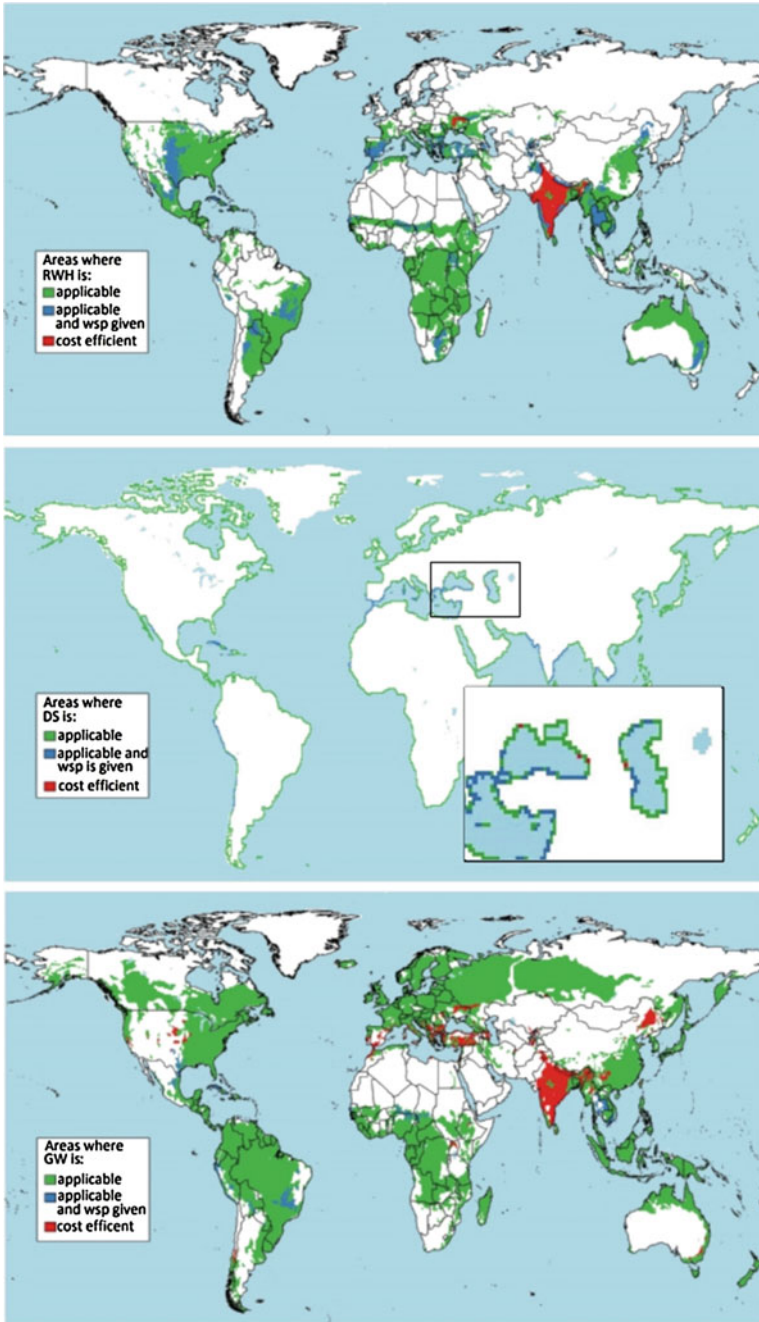 Areas where
RWH is:
applicable
applicable
and wsp given
cost efficient
Areas where
DS is:
applicable
applicable and
wsp is given
cost efficient
Areas where
GW is:
applicable
applicable
and wsp given
cost efficent